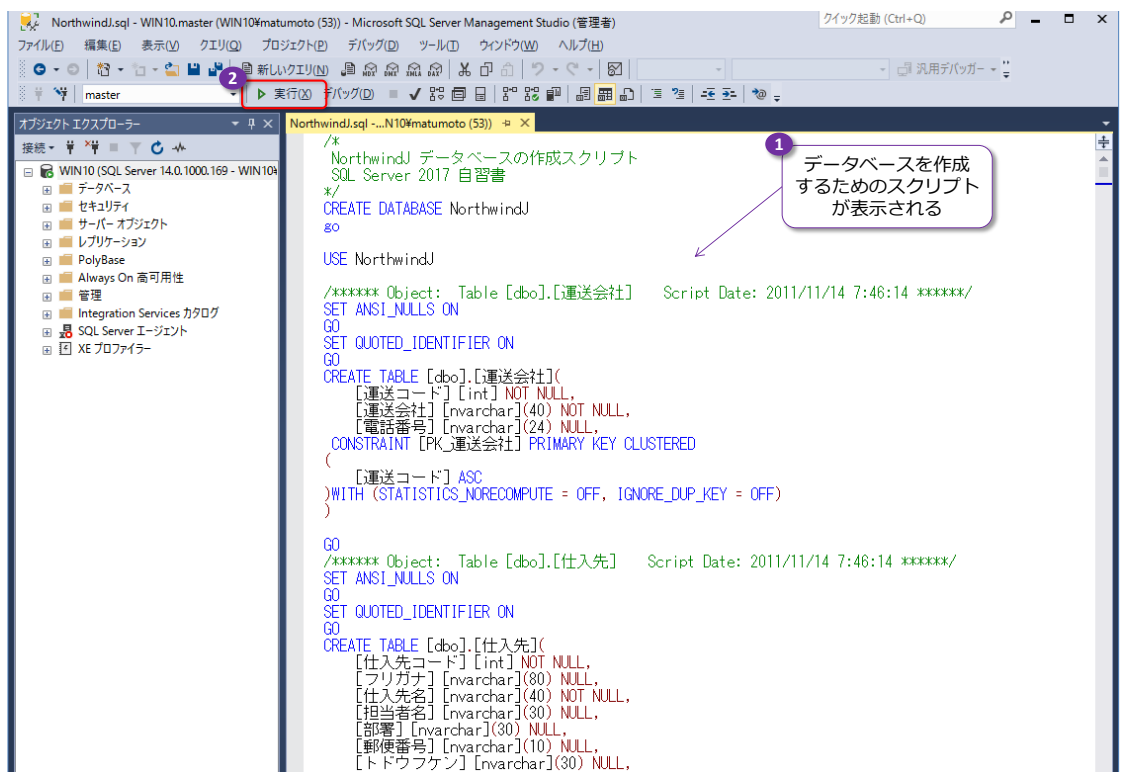 NorthwindJ.sql - WIN10.master (WIN10¥matumoto (53)) - Microsoft SQL Server Management Studio (管理者)
クイック起動 (Ctrl+Q)
ファイル(F) 編集(E) 表示(V) クエリ(Q) プロジェクト(P) デバッグ(D) ツール(T) ウィンドウ(W) ヘルプ(H)
新しいクエリ(N) MDX DMX XMLA DAX 汎用デバッガー
2
master 実行(X) デバッグ(D)
オブジェクト エクスプローラー
接続
WIN10 (SQL Server 14.0.1000.169 - WIN10¥
データベース
セキュリティ
サーバー オブジェクト
レプリケーション
PolyBase
Always On 高可用性
管理
Integration Services カタログ
SQL Server エージェント
XE プロファイラー
NorthwindJ.sql -...N10¥matumoto (53))
/*
NorthwindJ データベースの作成スクリプト
SQL Server 2017 自習書
*/
CREATE DATABASE NorthwindJ
go
USE NorthwindJ
/****** Object: Table [dbo].[運送会社] Script Date: 2011/11/14 7:46:14 ******/
SET ANSI_NULLS ON
GO
SET QUOTED_IDENTIFIER ON
GO
CREATE TABLE [dbo].[運送会社](
[運送コード] [int] NOT NULL,
[運送会社] [nvarchar](40) NOT NULL,
[電話番号] [nvarchar](24) NULL,
CONSTRAINT [PK_運送会社] PRIMARY KEY CLUSTERED
(
[運送コード] ASC
)WITH (STATISTICS_NORECOMPUTE = OFF, IGNORE_DUP_KEY = OFF)
)
GO
/****** Object: Table [dbo].[仕入先] Script Date: 2011/11/14 7:46:14 ******/
SET ANSI_NULLS ON
GO
SET QUOTED_IDENTIFIER ON
GO
CREATE TABLE [dbo].[仕入先](
[仕入先コード] [int] NOT NULL,
[フリガナ] [nvarchar](80) NULL,
[仕入先名] [nvarchar](40) NOT NULL,
[担当者名] [nvarchar](30) NULL,
[部署] [nvarchar](30) NULL,
[郵便番号] [nvarchar](10) NULL,
[トドウフケン] [nvarchar](30) NULL,
1
データベースを作成
するためのスクリプト
が表示される